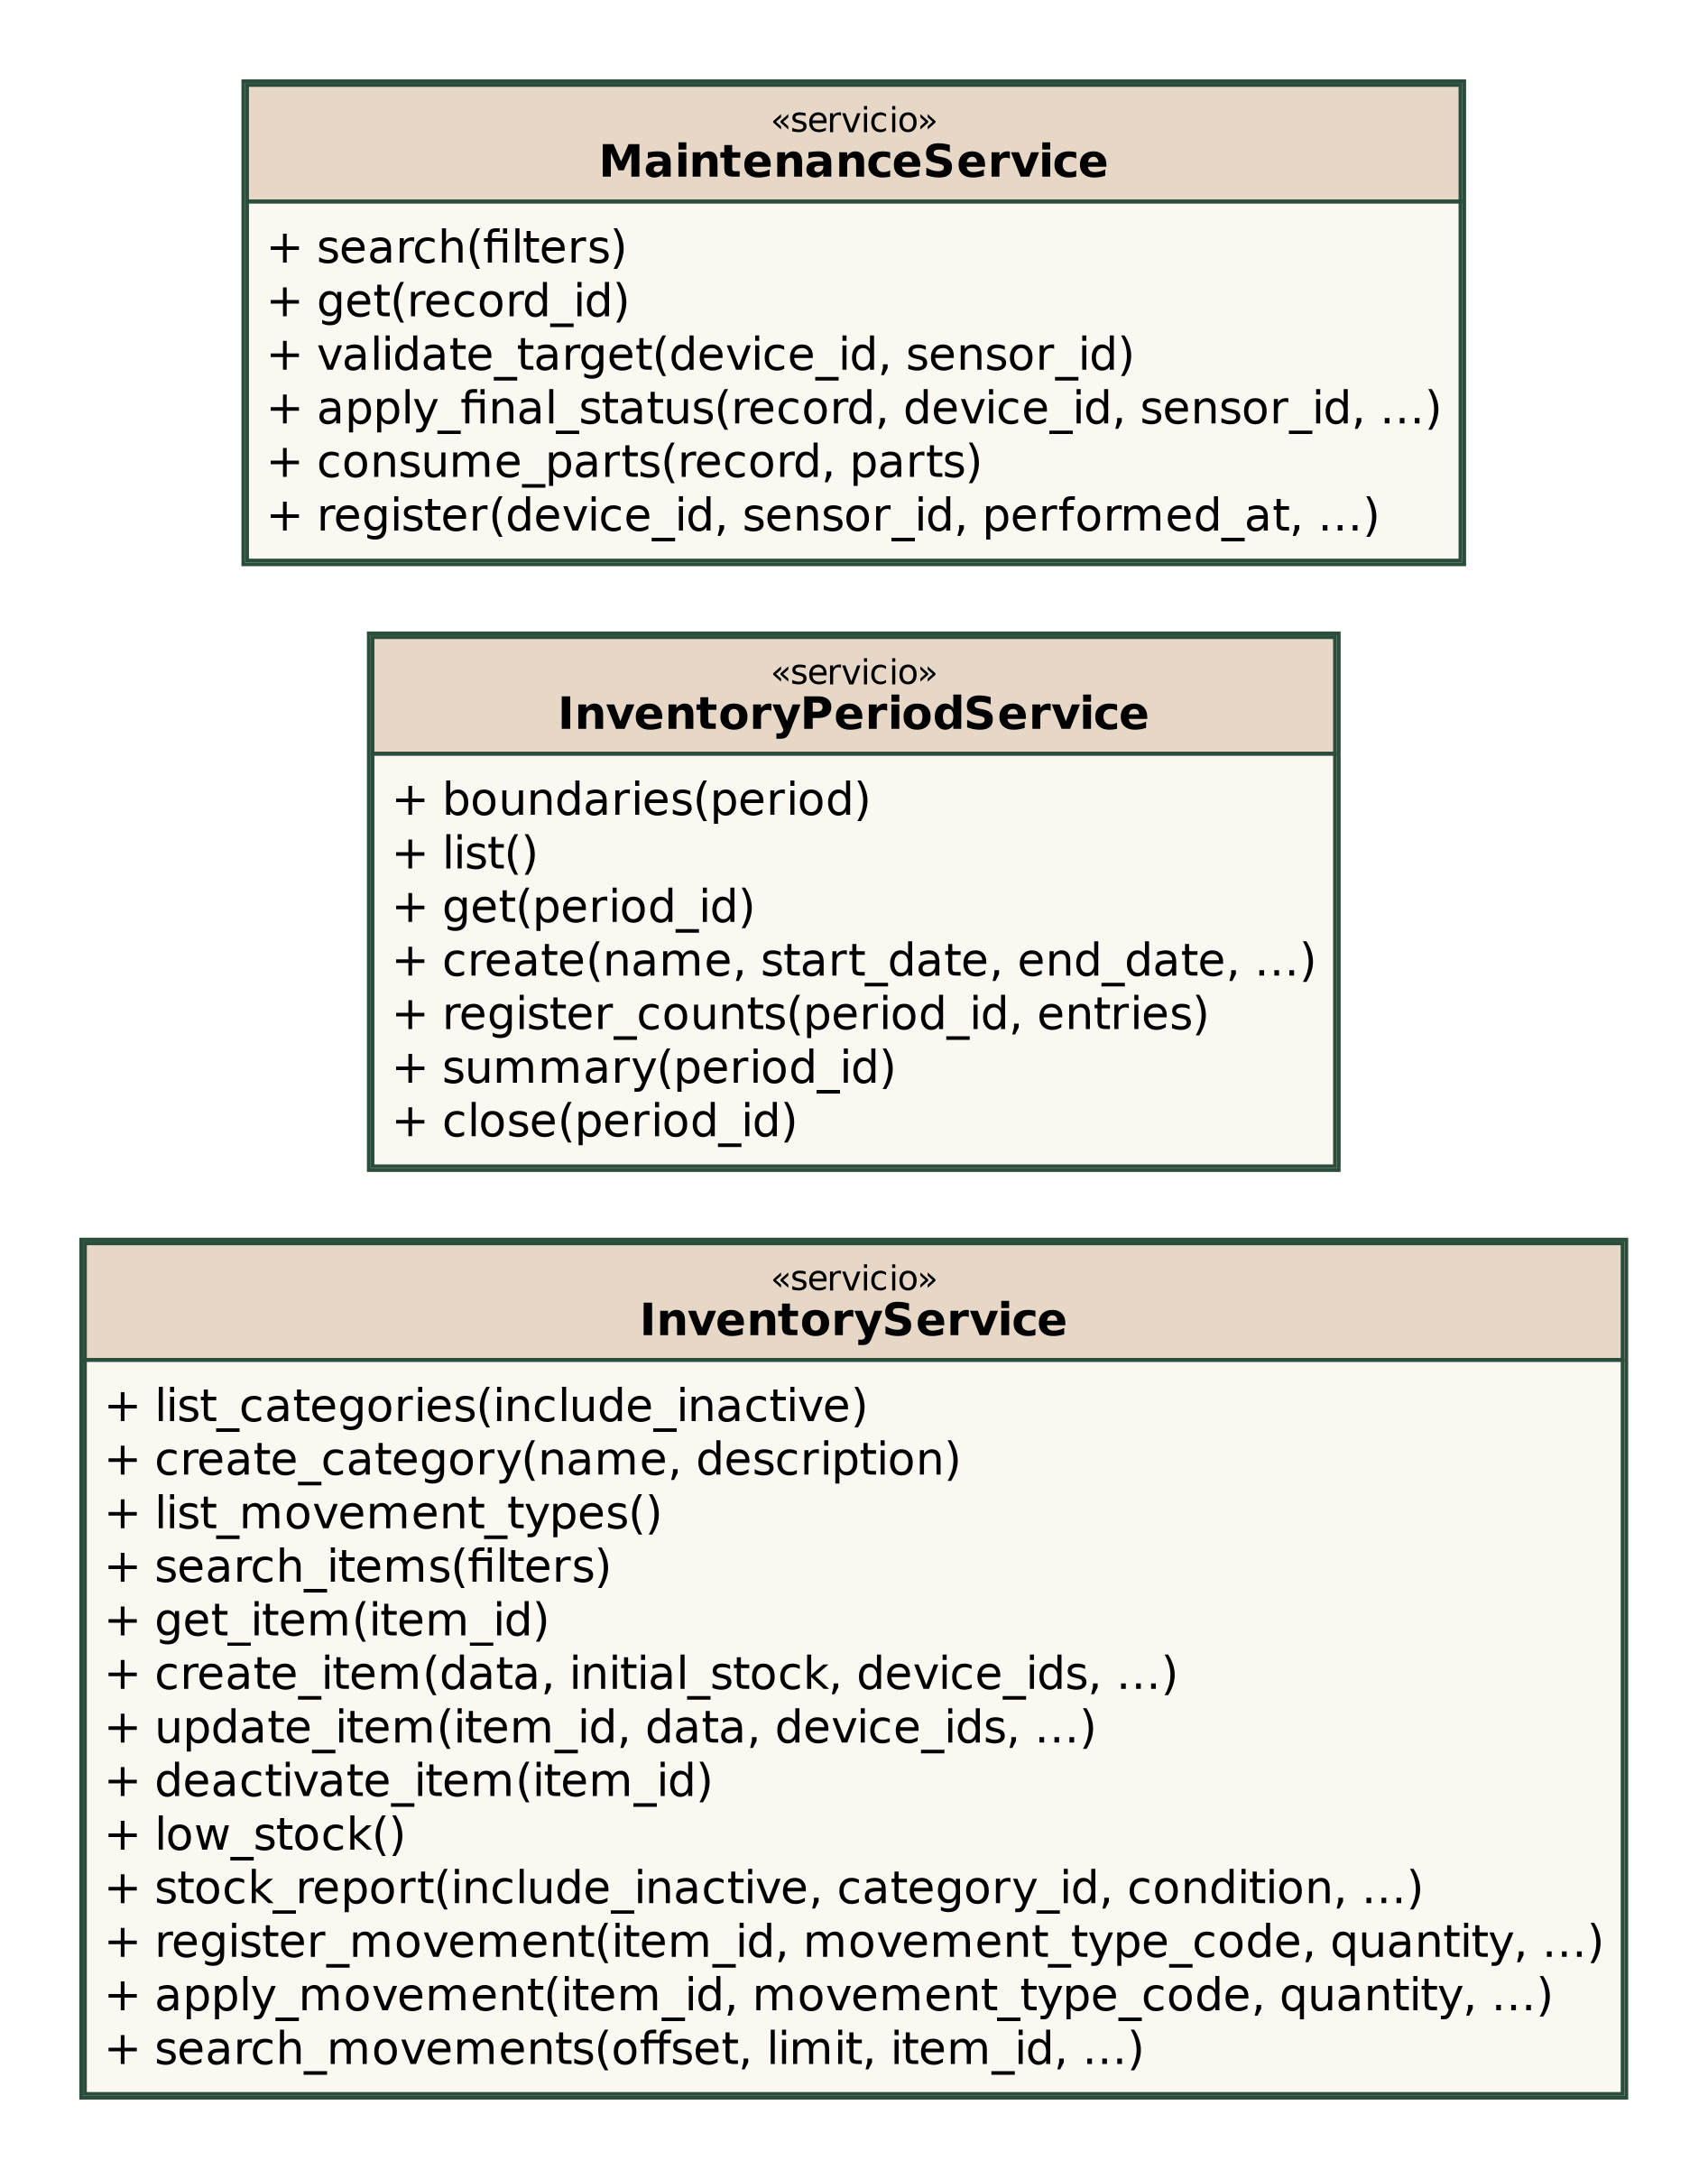 «servicio»
MaintenanceService
+ search(filters)
+ get(record_id)
+ validate_target(device_id, sensor_id)
+ apply_final_status(record, device_id, sensor_id, ...)
+ consume_parts(record, parts)
+ register(device_id, sensor_id, performed_at, ...)
«servicio»
InventoryPeriodService
+ boundaries(period)
+ list()
+ get(period_id)
+ create(name, start_date, end_date, ...)
+ register_counts(period_id, entries)
+ summary(period_id)
+ close(period_id)
«servicio»
InventoryService
+ list_categories(include_inactive)
+ create_category(name, description)
+ list_movement_types()
+ search_items(filters)
+ get_item(item_id)
+ create_item(data, initial_stock, device_ids, ...)
+ update_item(item_id, data, device_ids, ...)
+ deactivate_item(item_id)
+ low_stock()
+ stock_report(include_inactive, category_id, condition, ...)
+ register_movement(item_id, movement_type_code, quantity, ...)
+ apply_movement(item_id, movement_type_code, quantity, ...)
+ search_movements(offset, limit, item_id, ...)